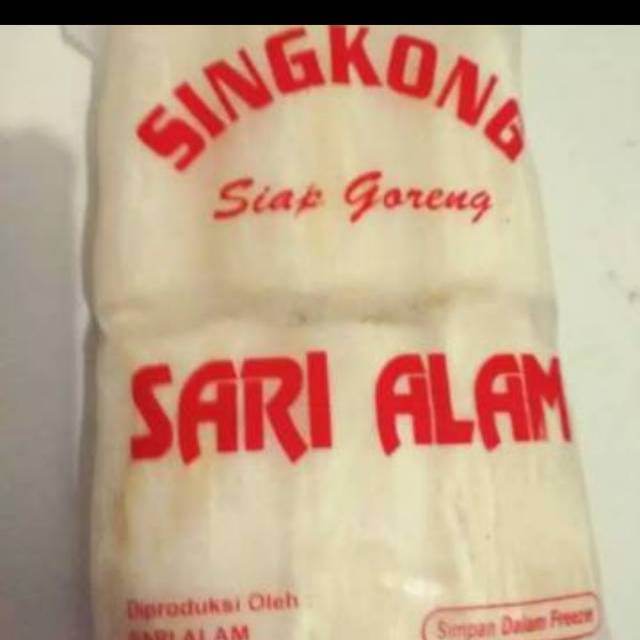 SINGKONG
Siap Goreng
SARI ALAM
Diproduksi Oleh
SARI ALAM
Simpan Dalam Freezer